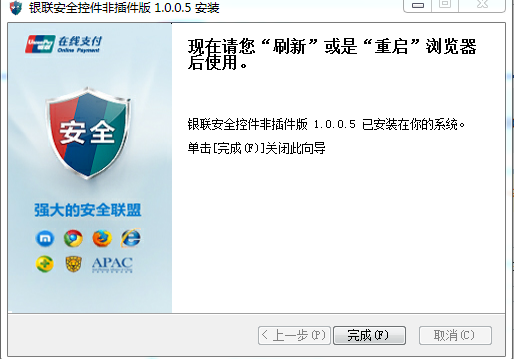 银联安全控件非插件版 1.0.0.5 安装
在线支付
Online Payment
安全
强大的安全联盟
APAC
现在请您“刷新”或是“重启”浏览器
后使用。
银联安全控件非插件版 1.0.0.5 已安装在你的系统。
单击[完成(F)]关闭此向导
< 上一步(P)
完成(F)
取消(C)